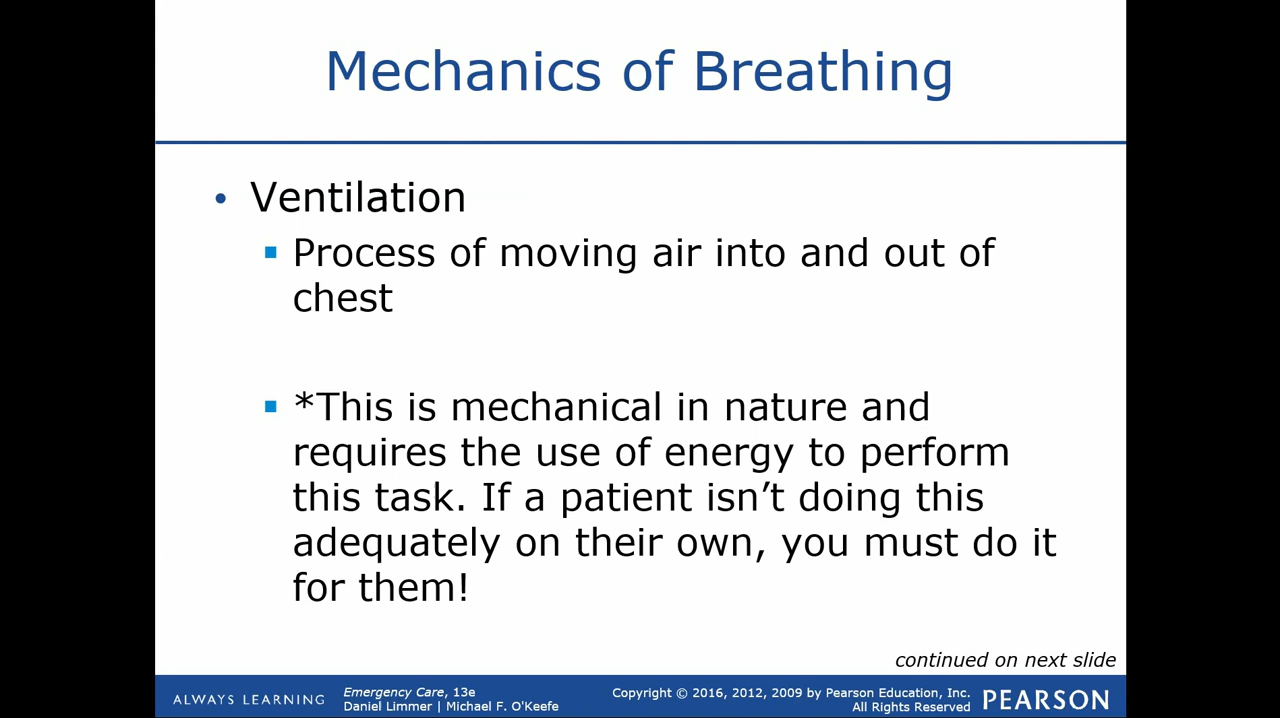 Mechanics of Breathing
• Ventilation
▪ Process of moving air into and out of
chest
▪ *This is mechanical in nature and
requires the use of energy to perform
this task. If a patient isn’t doing this
adequately on their own, you must do it
for them!
continued on next slide
ALWAYS LEARNING
Emergency Care, 13e
Daniel Limmer | Michael F. O'Keefe
Copyright © 2016, 2012, 2009 by Pearson Education, Inc.
All Rights Reserved
PEARSON